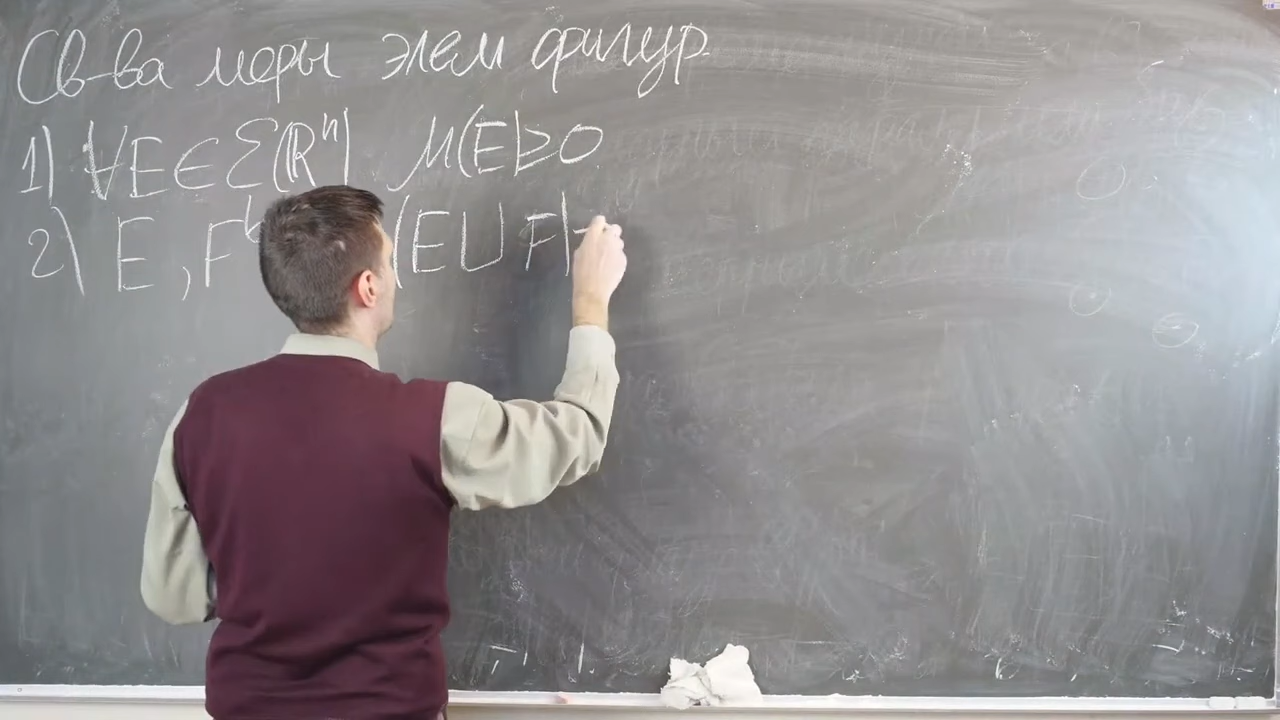 Св-ва меры элем фигур
1) ∀E∈Σ(ℝⁿ) μ(E)≥0
2) E, F (E∪F)